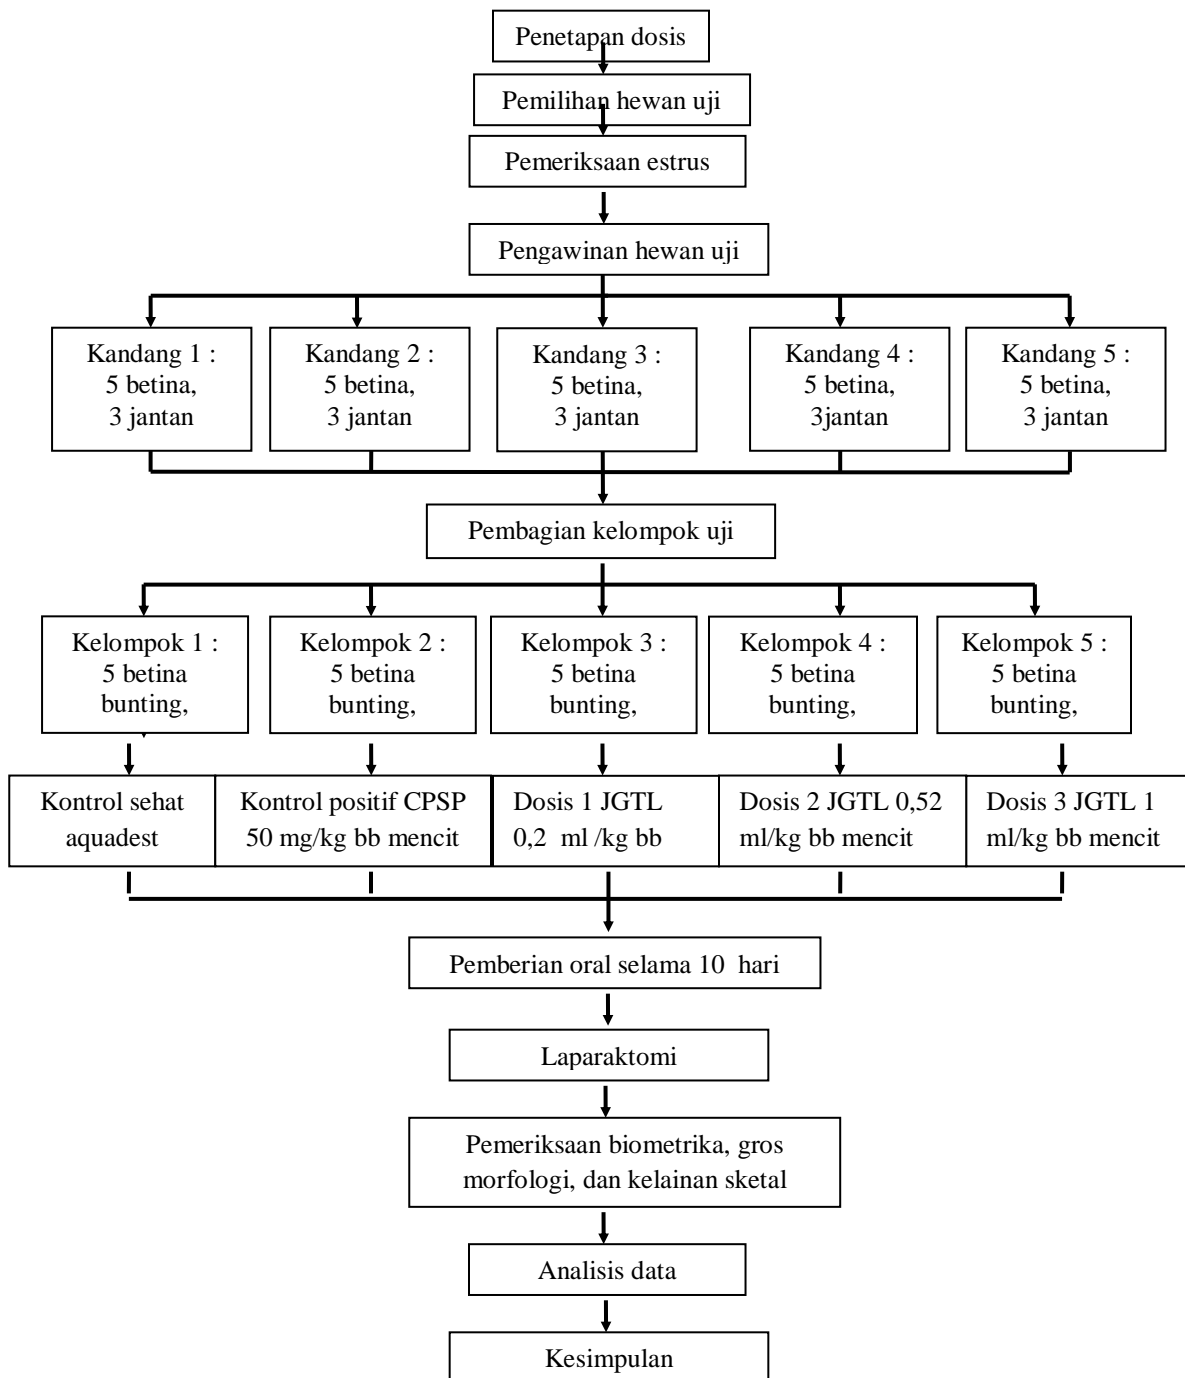 Penetapan dosis
Pemilihan hewan uji
Pemeriksaan estrus
Pengawinan hewan uji
Kandang 1 :
5 betina,
3 jantan
Kandang 2 :
5 betina,
3 jantan
Kandang 3 :
5 betina,
3 jantan
Kandang 4 :
5 betina,
3jantan
Kandang 5 :
5 betina,
3 jantan
Pembagian kelompok uji
Kelompok 1 :
5 betina
bunting,
Kelompok 2 :
5 betina
bunting,
Kelompok 3 :
5 betina
bunting,
Kelompok 4 :
5 betina
bunting,
Kelompok 5 :
5 betina
bunting,
Kontrol sehat
aquadest
Kontrol positif CPSP
50 mg/kg bb mencit
Dosis 1 JGTL
0,2 ml /kg bb
Dosis 2 JGTL 0,52
ml/kg bb mencit
Dosis 3 JGTL 1
ml/kg bb mencit
Pemberian oral selama 10 hari
Laparaktomi
Pemeriksaan biometrika, gros
morfologi, dan kelainan sketal
Analisis data
Kesimpulan